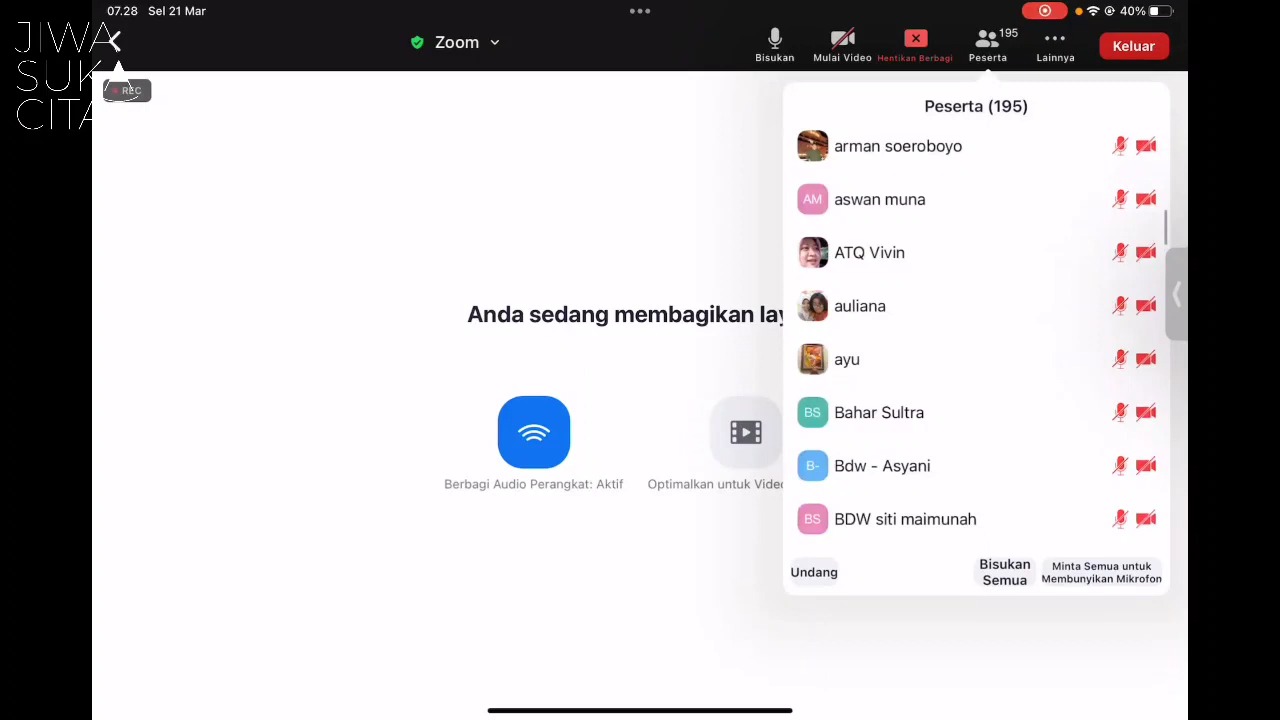 07.28 Sel 21 Mar
40%
JIWA
SUKA
CITA
Zoom
Bisukan
Mulai Video
Hentikan Berbagi
195
Peserta
Lainnya
Keluar
REC
Peserta (195)
arman soeroboyo
AM aswan muna
ATQ Vivin
auliana
ayu
BS Bahar Sultra
B- Bdw - Asyani
BS BDW siti maimunah
Undang
Bisukan
Semua
Minta Semua untuk
Membunyikan Mikrofon
Anda sedang membagikan lay
Berbagi Audio Perangkat: Aktif
Optimalkan untuk Video